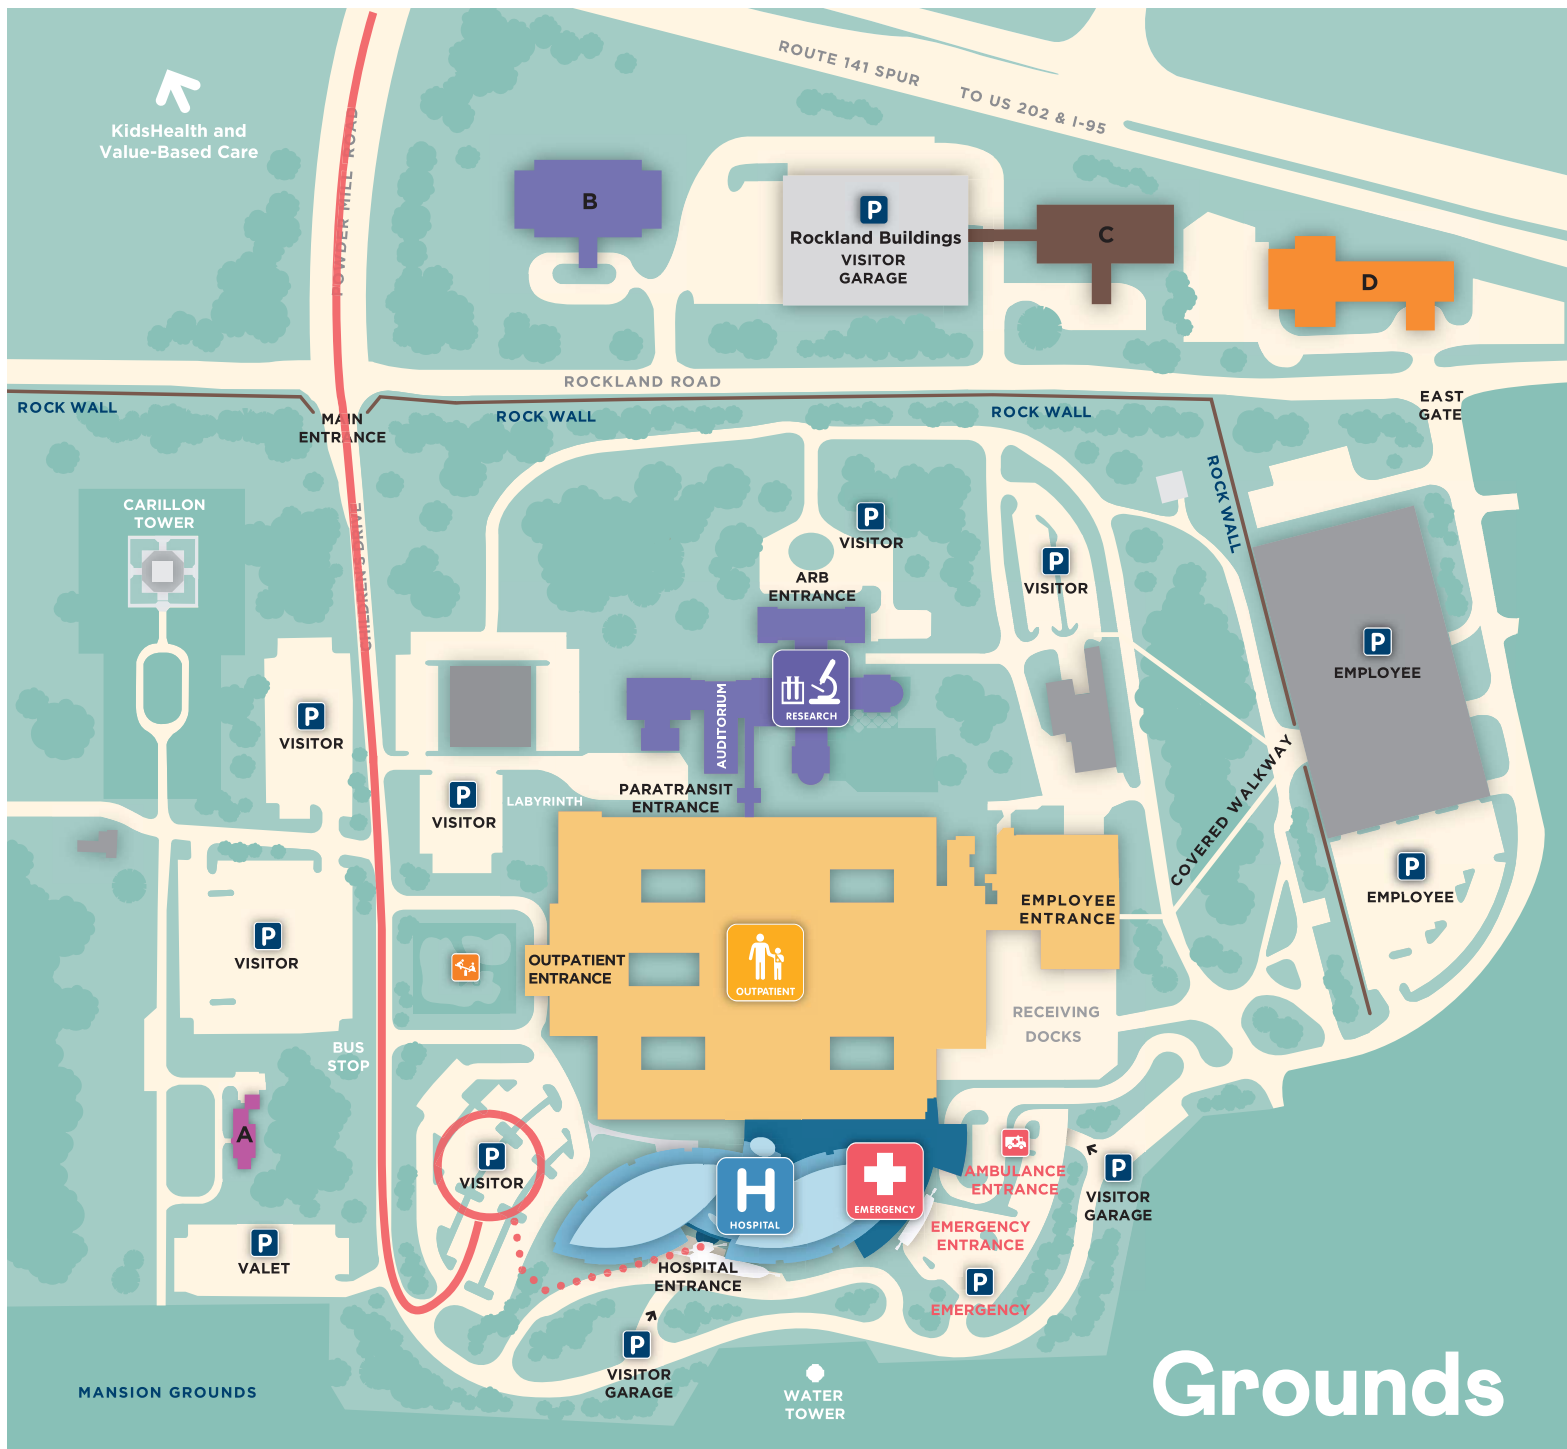 ROUTE 141 SPUR
TO US 202 & I-95
KidsHealth and
Value-Based Care
POWDER MILL ROAD
B
P
Rockland Buildings
VISITOR
GARAGE
C
D
ROCKLAND ROAD
ROCK WALL
MAIN
ENTRANCE
ROCK WALL
ROCK WALL
EAST
GATE
ROCK WALL
CARILLON
TOWER
CHILDREN'S DRIVE
P
VISITOR
ARB
ENTRANCE
P
VISITOR
P
EMPLOYEE
P
VISITOR
AUDITORIUM
RESEARCH
P
VISITOR
LABYRINTH
PARATRANSIT
ENTRANCE
COVERED WALKWAY
P
EMPLOYEE
EMPLOYEE
ENTRANCE
P
VISITOR
OUTPATIENT
ENTRANCE
OUTPATIENT
RECEIVING
DOCKS
BUS
STOP
A
P
VISITOR
H
HOSPITAL
EMERGENCY
AMBULANCE
ENTRANCE
P
VISITOR
GARAGE
EMERGENCY
ENTRANCE
P
VALET
HOSPITAL
ENTRANCE
P
EMERGENCY
P
VISITOR
GARAGE
MANSION GROUNDS
WATER
TOWER
Grounds